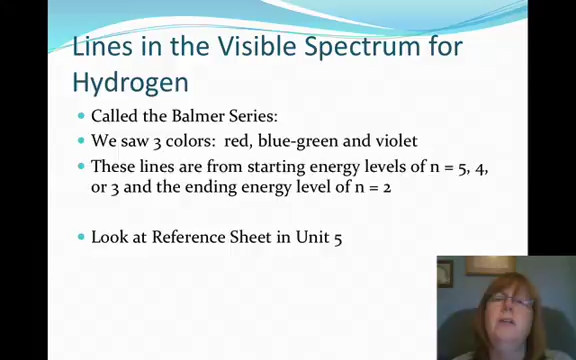 Lines in the Visible Spectrum for
Hydrogen
Called the Balmer Series:
We saw 3 colors: red, blue-green and violet
These lines are from starting energy levels of n = 5, 4,
or 3 and the ending energy level of n = 2
Look at Reference Sheet in Unit 5